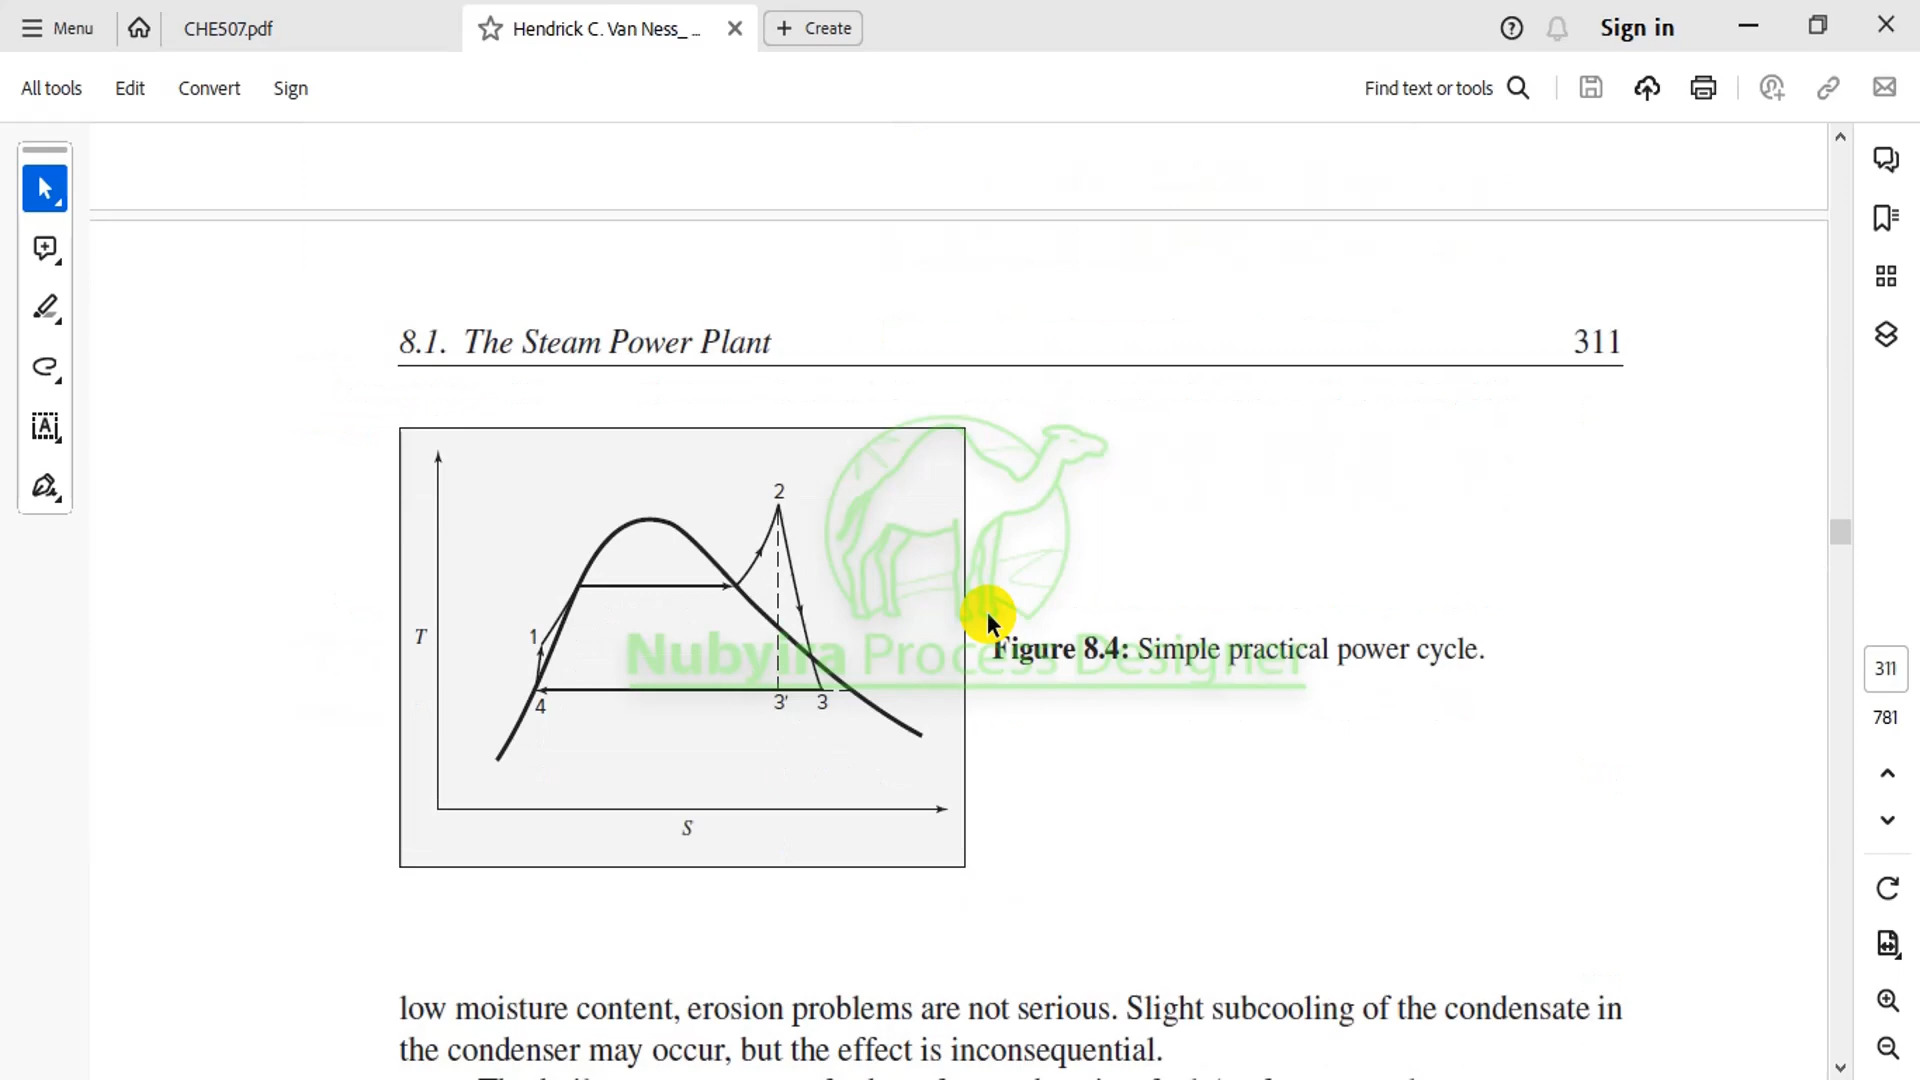 Menu
CHE507.pdf
Hendrick C. Van Ness_ ...
Create
Sign in
All tools
Edit
Convert
Sign
Find text or tools
8.1. The Steam Power Plant
311
2
T
1
4
3'
3
S
Nubyira Process Designer
Figure 8.4: Simple practical power cycle.
311
781
low moisture content, erosion problems are not serious. Slight subcooling of the condensate in
the condenser may occur, but the effect is inconsequential.